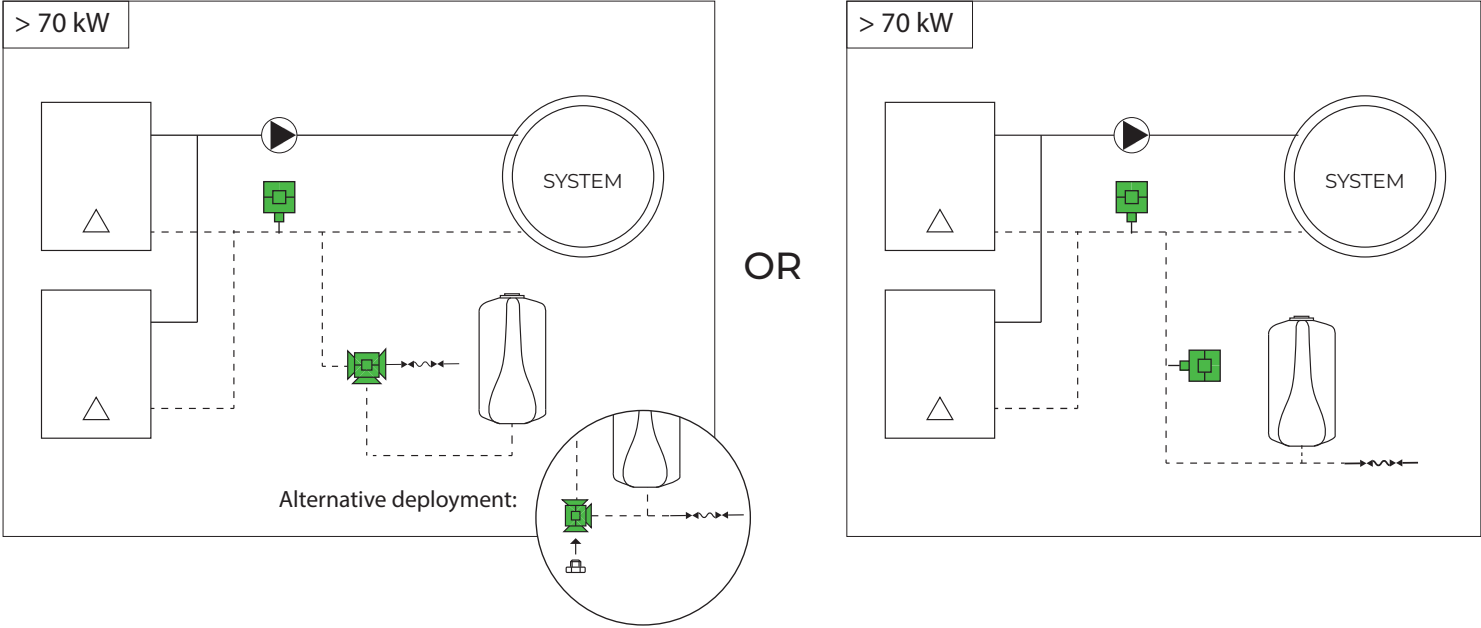 > 70 kW
SYSTEM
Alternative deployment:
OR
> 70 kW
SYSTEM